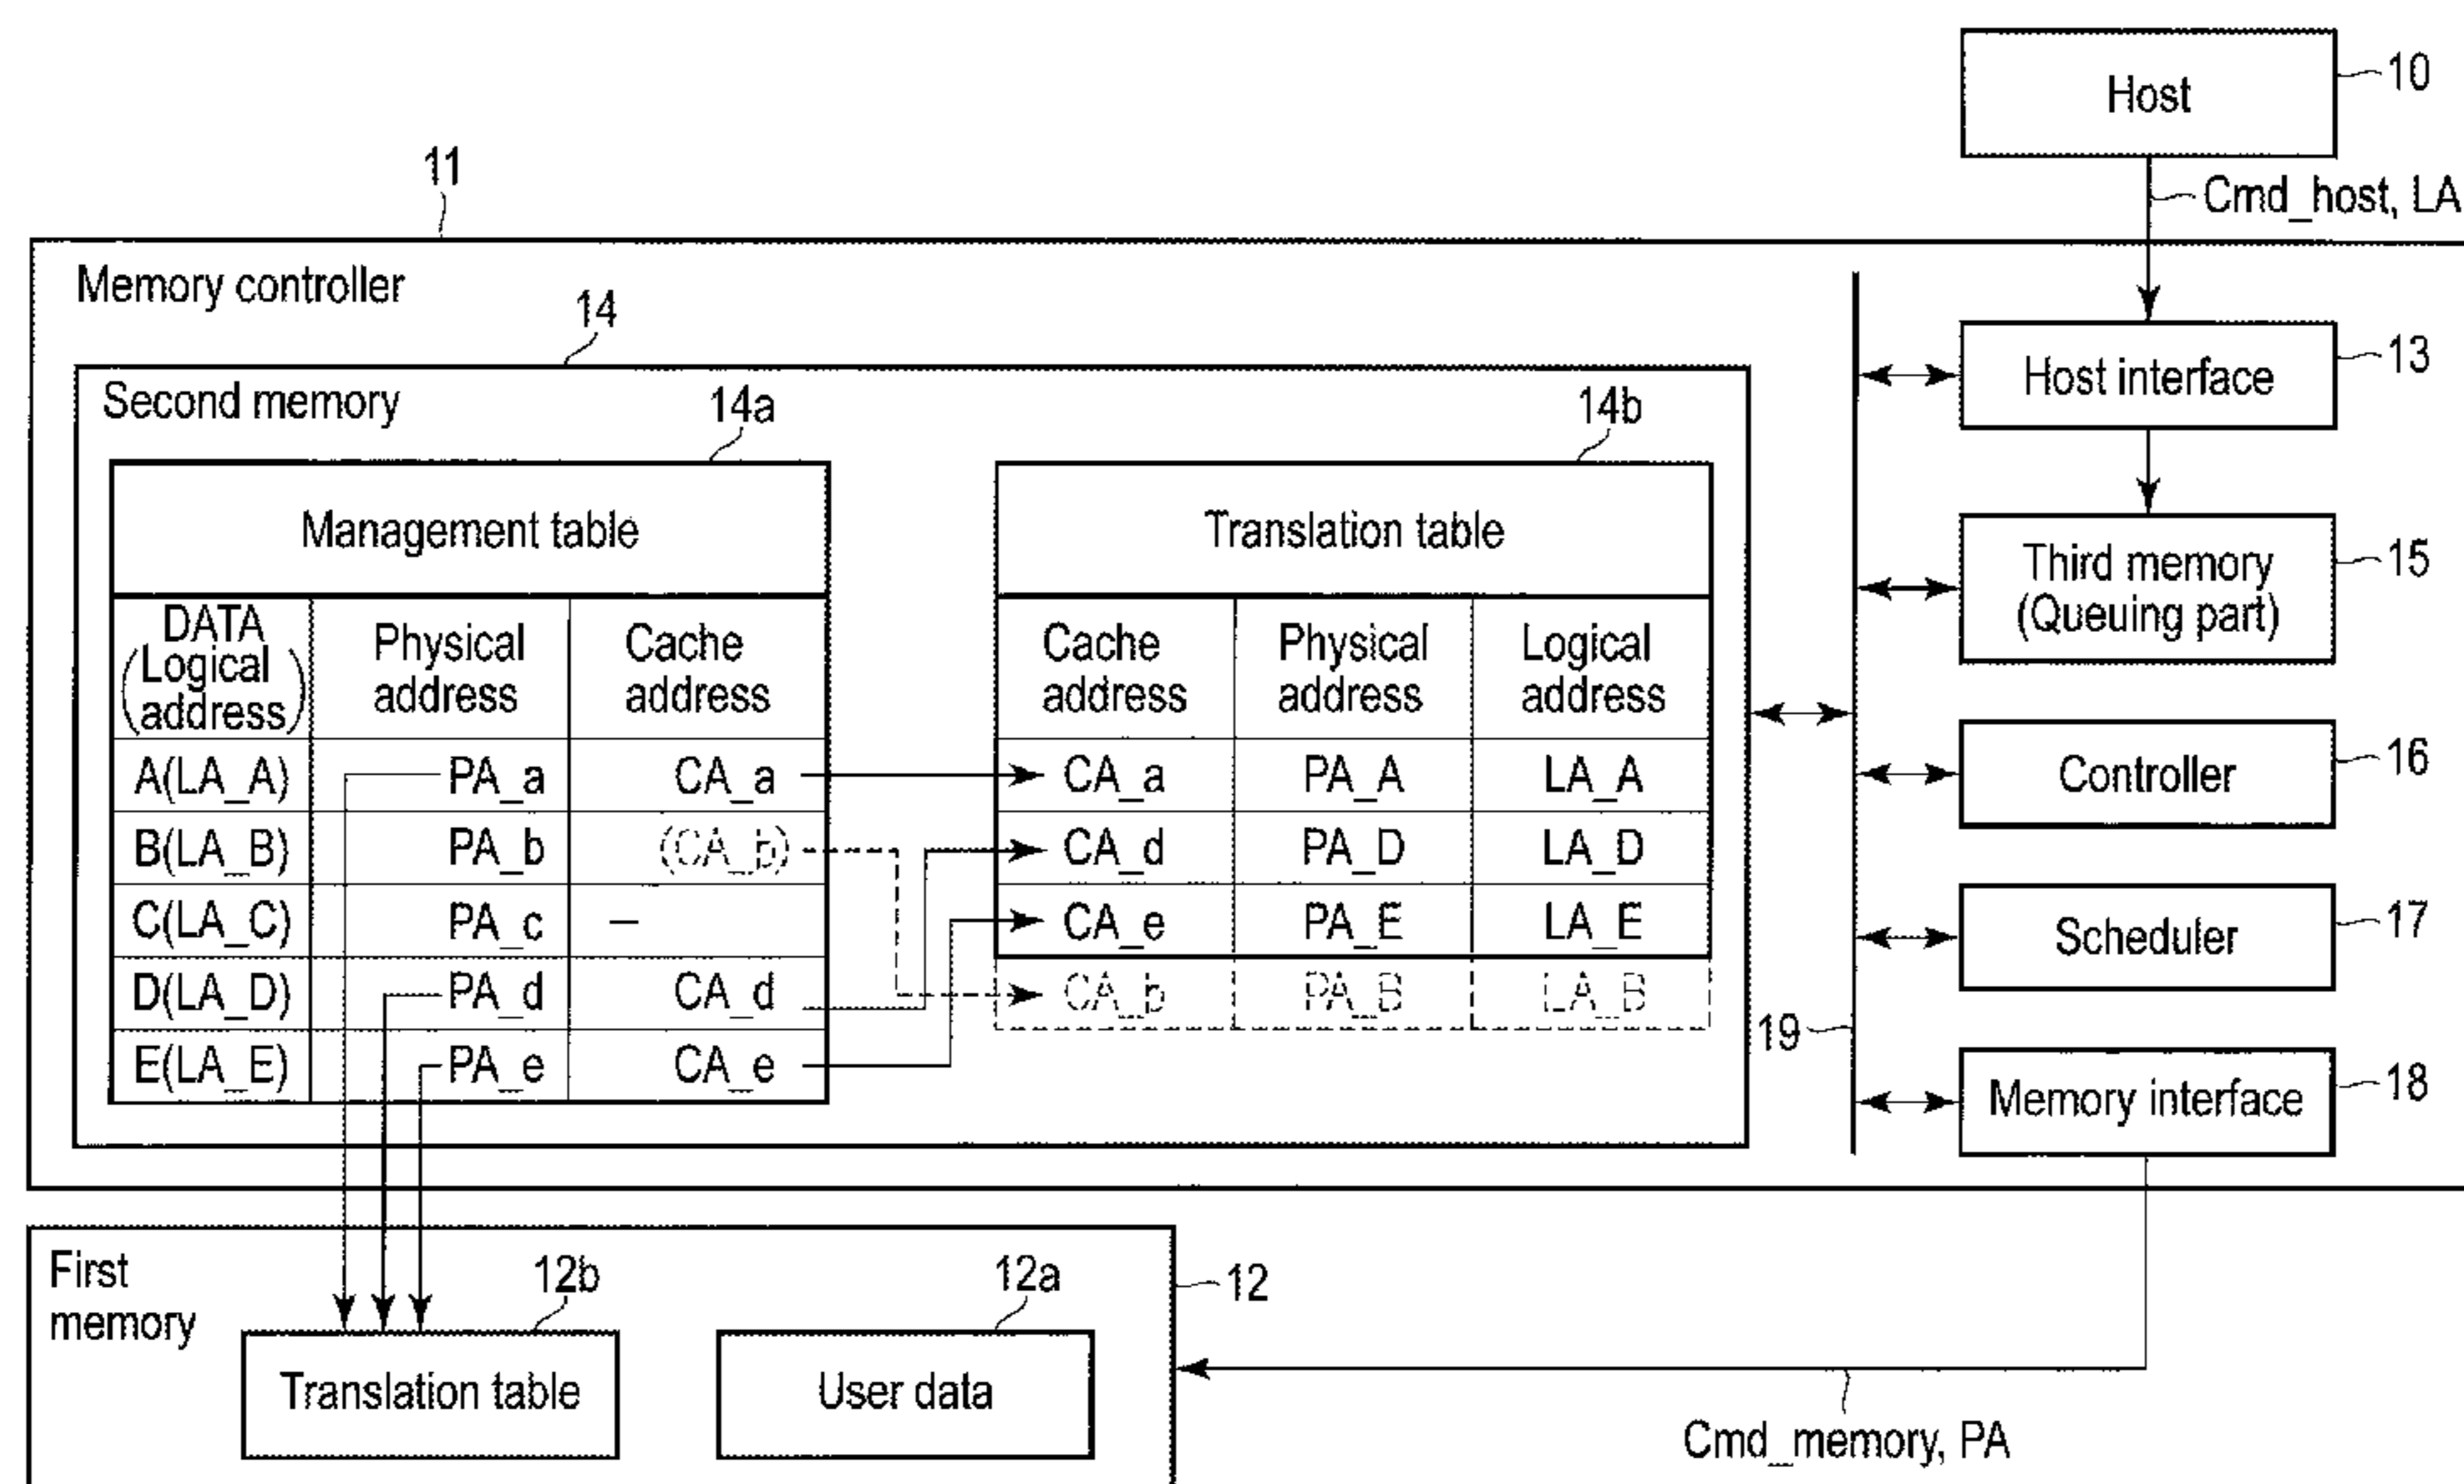 Host
10
Cmd_host, LA
11
Memory controller
14
Second memory
14a
14b
Management table
DATA
(Logical
address)
Physical
address
Cache
address
A(LA_A)
PA_a
CA_a
B(LA_B)
PA_b
(CA_b)
C(LA_C)
PA_c
–
D(LA_D)
PA_d
CA_d
E(LA_E)
PA_e
CA_e
Translation table
Cache
address
Physical
address
Logical
address
CA_a
PA_A
LA_A
CA_d
PA_D
LA_D
CA_e
PA_E
LA_E
CA_b
PA_B
LA_B
Host interface
13
Third memory
(Queuing part)
15
Controller
16
Scheduler
17
19
Memory interface
18
First
memory
12b
Translation table
12a
User data
12
Cmd_memory, PA